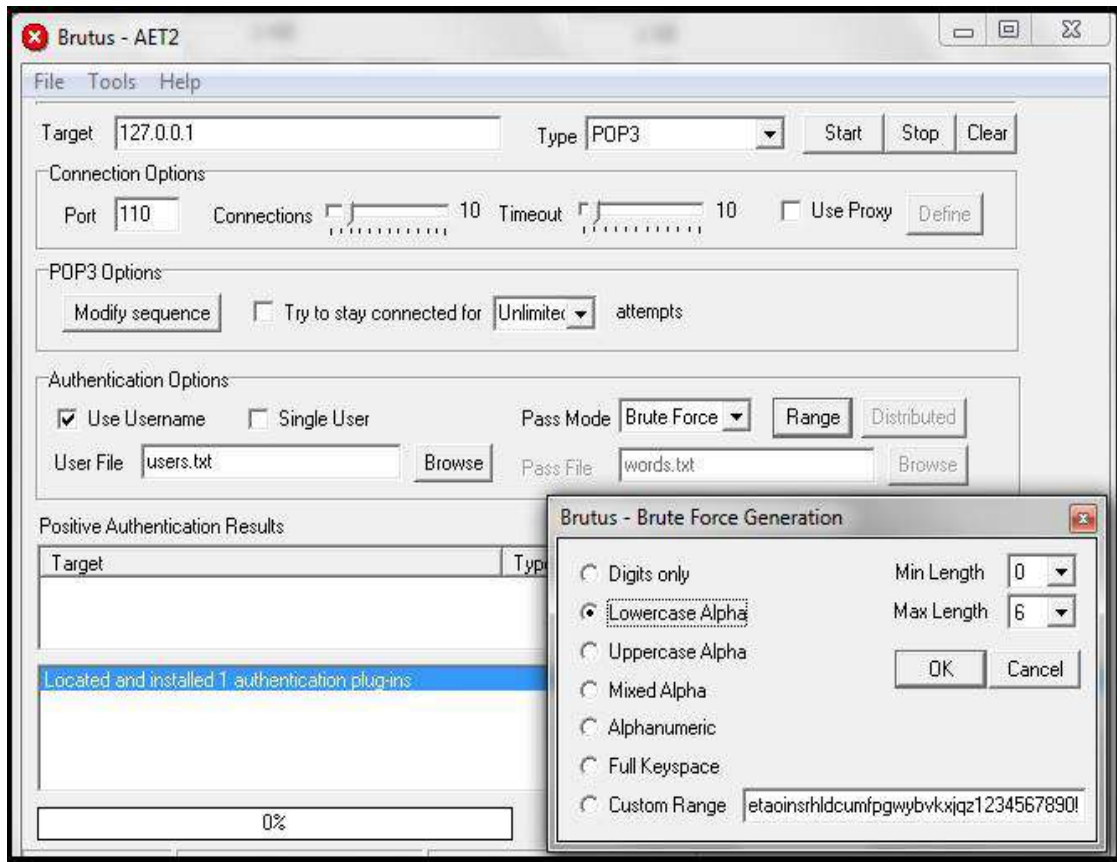 Brutus - AET2
File Tools Help
Target 127.0.0.1 Type POP3 Start Stop Clear
Connection Options
Port 110 Connections 10 Timeout 10 Use Proxy Define
POP3 Options
Modify sequence Try to stay connected for Unlimited attempts
Authentication Options
Use Username Single User Pass Mode Brute Force Range Distributed
User File users.txt Browse Pass File words.txt Browse
Positive Authentication Results
Target Type
Located and installed 1 authentication plug-ins
0%
Brutus - Brute Force Generation
Digits only Min Length 0
Lowercase Alpha Max Length 6
Uppercase Alpha OK Cancel
Mixed Alpha
Alphanumeric
Full Keyspace
Custom Range etaoinsrhldcumfpgwybvkxjqz1234567890!